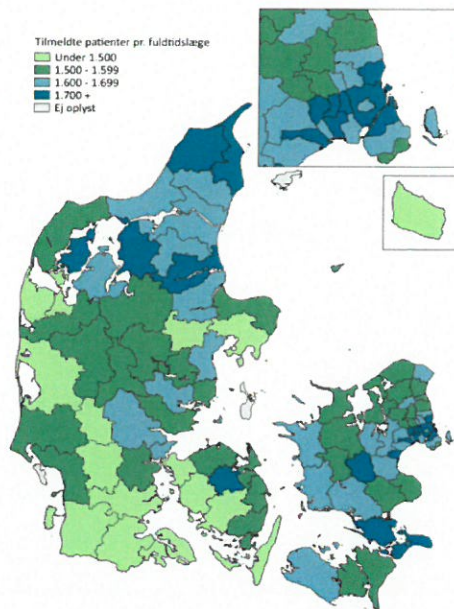 Tilmeldte patienter pr. fuldtidslæge
Under 1.500
1.500 - 1.599
1.600 - 1.699
1.700 +
Ej oplyst